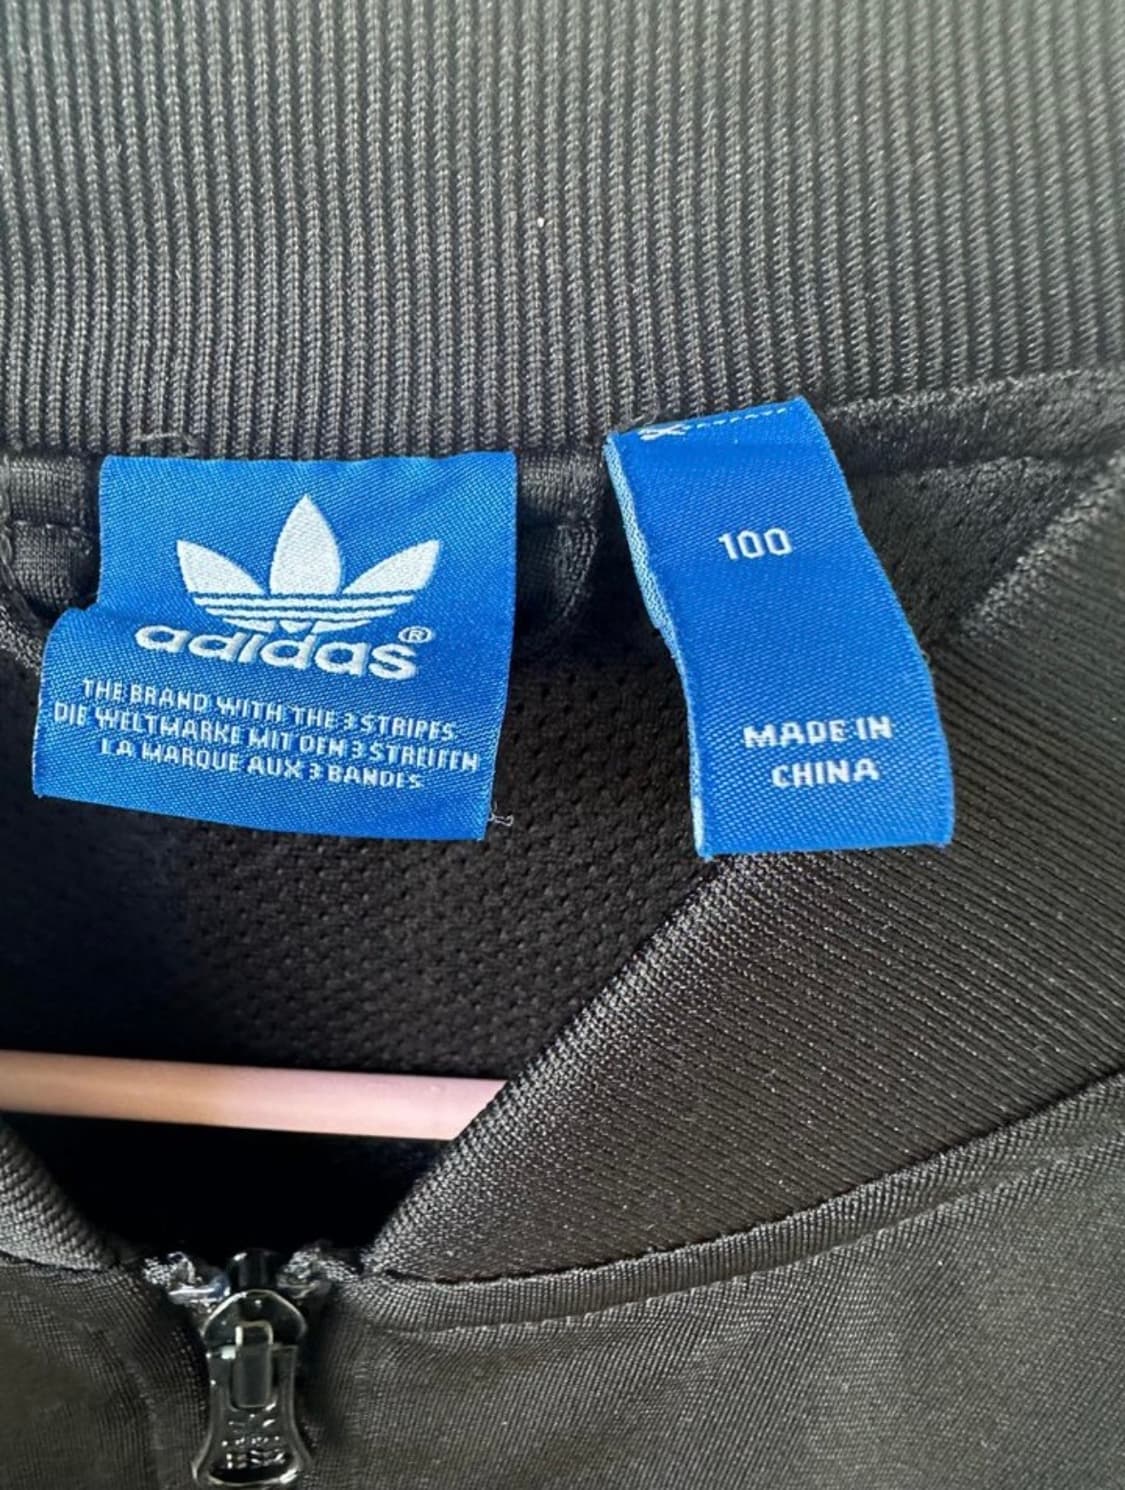 adidas®
THE BRAND WITH THE 3 STRIPES
DIE WELTMARKE MIT DEN 3 STREIFEN
LA MARQUE AUX 3 BANDES
100
MADE IN
CHINA